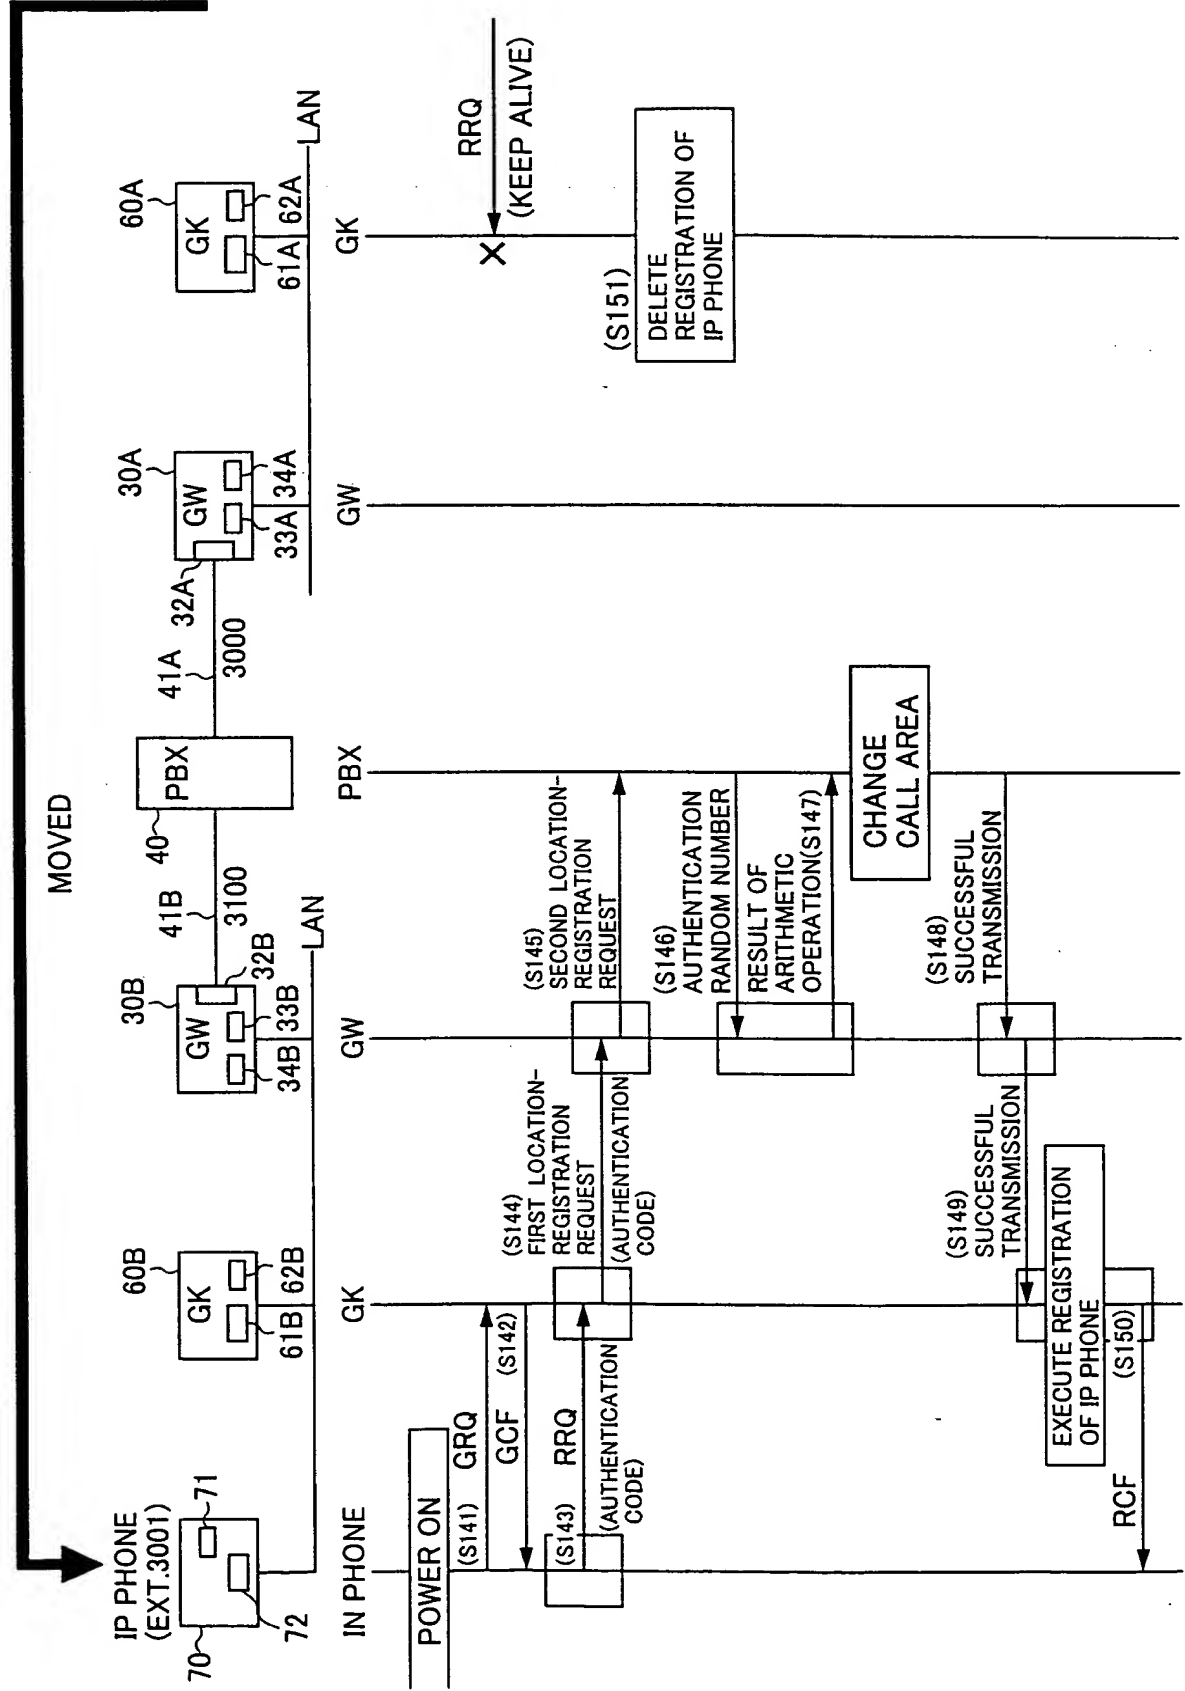 MOVED
IP PHONE
(EXT.3001)
70
71
72
60B
GK
61B
62B
30B
GW
34B
33B
32B
LAN
41B
3100
40
PBX
41A
3000
30A
32A
GW
33A
34A
60A
GK
61A
62A
LAN
IN PHONE
GK
GW
PBX
GW
GK
POWER ON
(S141)
GRQ
GCF
(S142)
(S143)
RRQ
(AUTHENTICATION
CODE)
(S144)
FIRST LOCATION-
REGISTRATION
REQUEST
(AUTHENTICATION
CODE)
(S145)
SECOND LOCATION-
REGISTRATION
REQUEST
(S146)
AUTHENTICATION
RANDOM NUMBER
RESULT OF
ARITHMETIC
OPERATION(S147)
CHANGE
CALL AREA
(S148)
SUCCESSFUL
TRANSMISSION
(S149)
SUCCESSFUL
TRANSMISSION
EXECUTE REGISTRATION
OF IP PHONE
(S150)
RCF
RRQ
(KEEP ALIVE)
X
(S151)
DELETE
REGISTRATION OF
IP PHONE